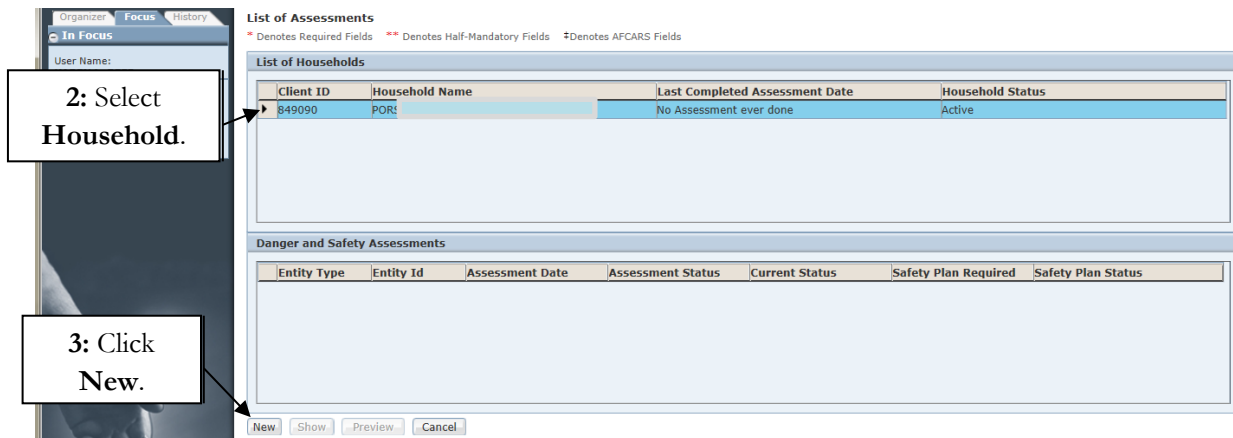 Organizer Focus History
In Focus
User Name:
2: Select
Household.
3: Click
New.
List of Assessments
* Denotes Required Fields ** Denotes Half-Mandatory Fields ‡Denotes AFCARS Fields
List of Households
Client ID Household Name Last Completed Assessment Date Household Status
849090 PORS No Assessment ever done Active
Danger and Safety Assessments
Entity Type Entity Id Assessment Date Assessment Status Current Status Safety Plan Required Safety Plan Status
New Show Preview Cancel